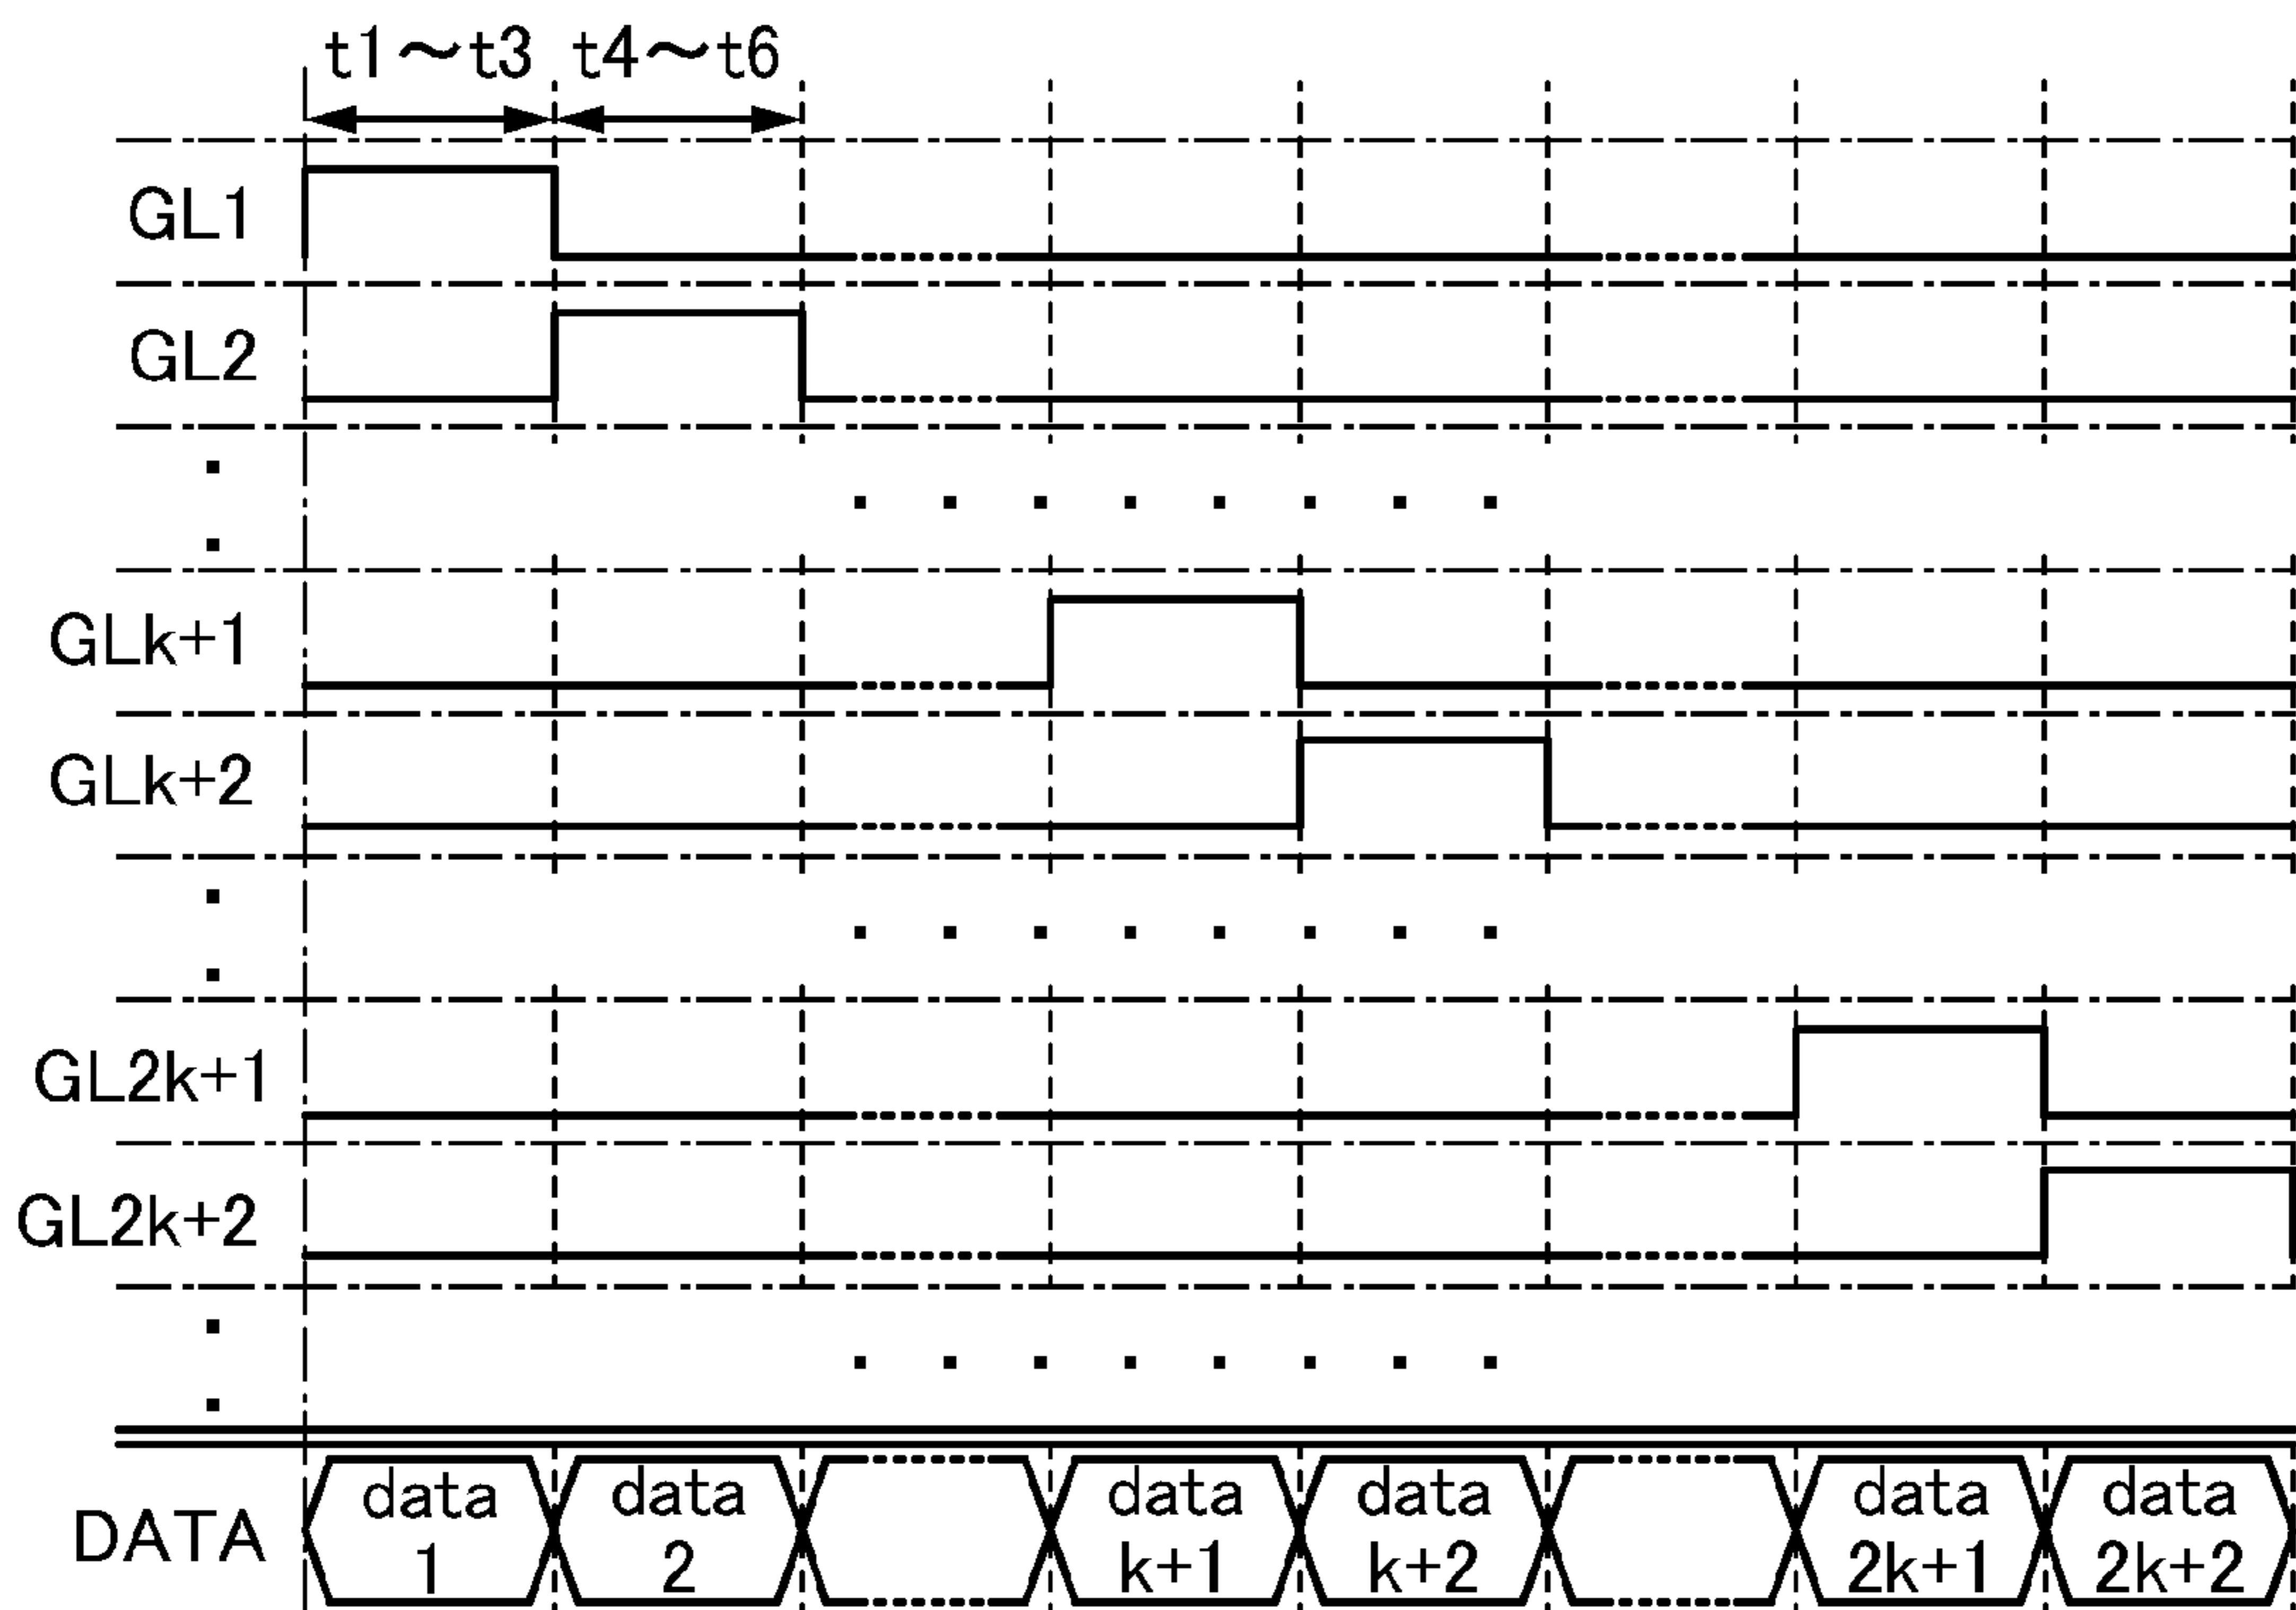 t1～t3 t4～t6
GL1
GL2
GLk+1
GLk+2
GL2k+1
GL2k+2
DATA
data 1
data 2
data k+1
data k+2
data 2k+1
data 2k+2